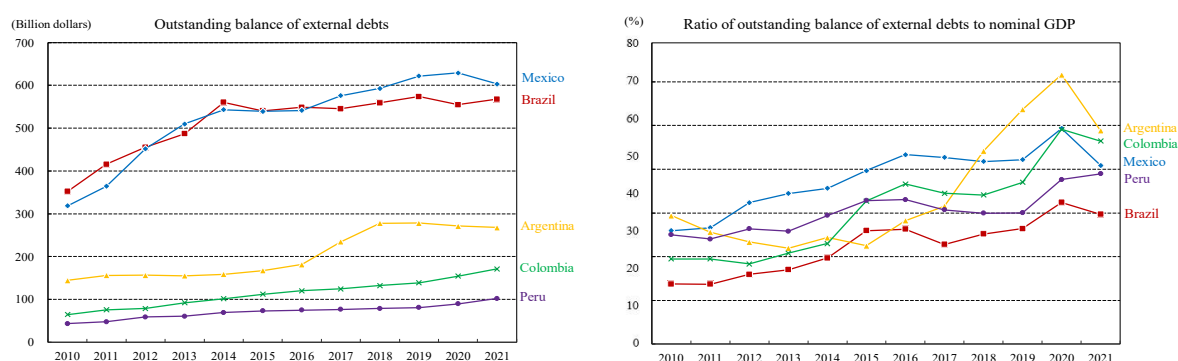 (Billion dollars)
Outstanding balance of external debts
700
600
500
400
300
200
100
0
2010 2011 2012 2013 2014 2015 2016 2017 2018 2019 2020 2021
Mexico
Brazil
Argentina
Colombia
Peru
(%)
Ratio of outstanding balance of external debts to nominal GDP
80
70
60
50
40
30
20
10
0
2010 2011 2012 2013 2014 2015 2016 2017 2018 2019 2020 2021
Argentina
Colombia
Mexico
Peru
Brazil